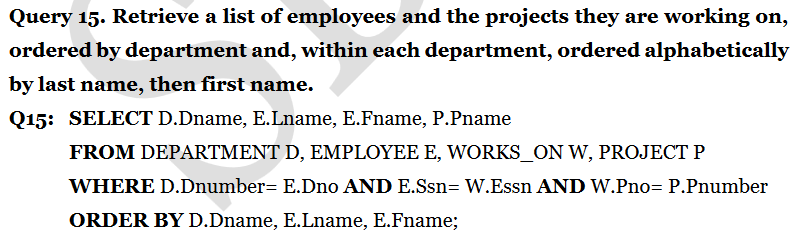 Query 15. Retrieve a list of employees and the projects they are working on,
ordered by department and, within each department, ordered alphabetically
by last name, then first name.
Q15: SELECT D.Dname, E.Lname, E.Fname, P.Pname
FROM DEPARTMENT D, EMPLOYEE E, WORKS_ON W, PROJECT P
WHERE D.Dnumber= E.Dno AND E.Ssn= W.Essn AND W.Pno= P.Pnumber
ORDER BY D.Dname, E.Lname, E.Fname;